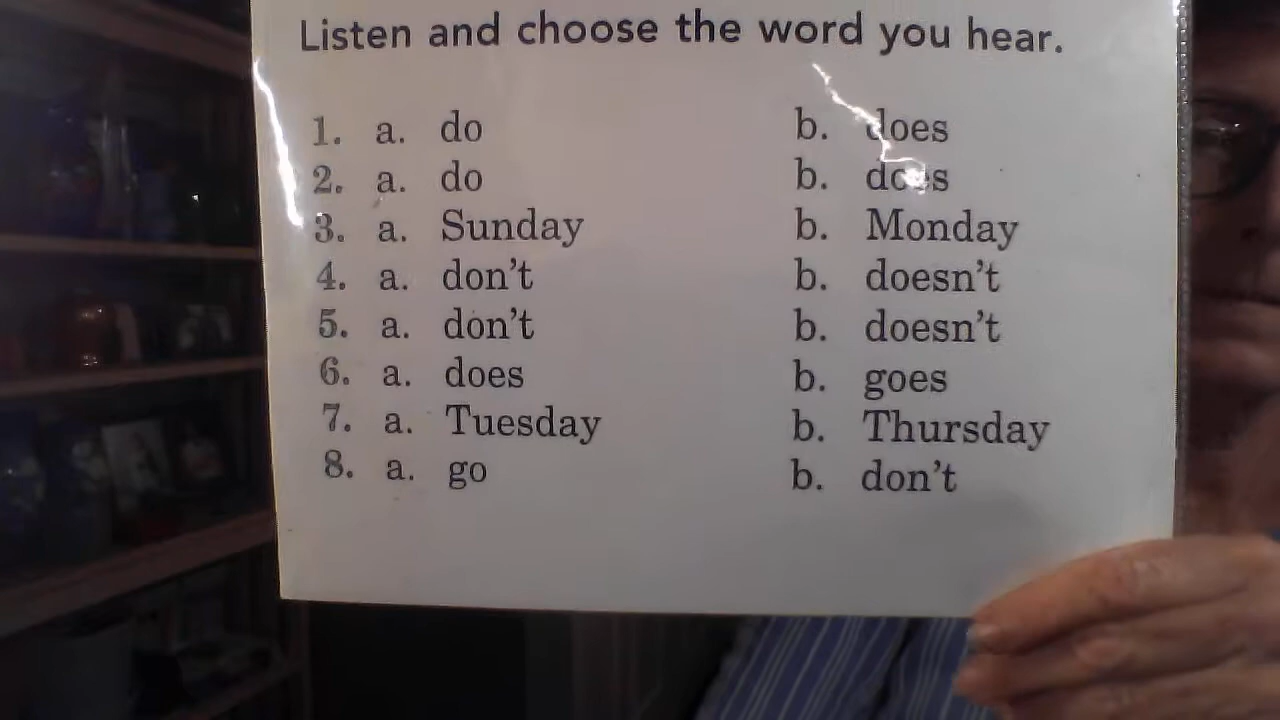 Listen and choose the word you hear.
1. a. do b. does
2. a. do b. does
3. a. Sunday b. Monday
4. a. don't b. doesn't
5. a. don't b. doesn't
6. a. does b. goes
7. a. Tuesday b. Thursday
8. a. go b. don't